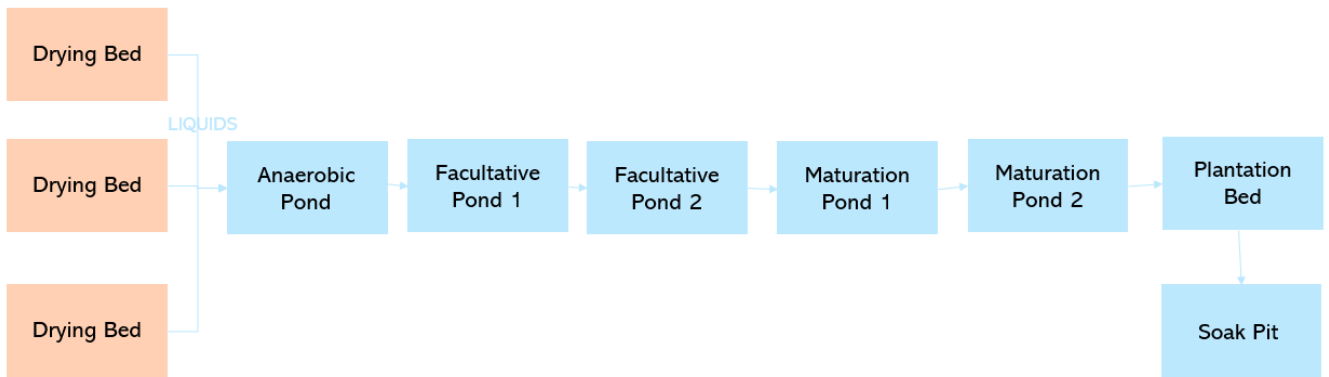 Drying Bed
LIQUIDS
Drying Bed
Drying Bed
Anaerobic
Pond
Facultative
Pond 1
Facultative
Pond 2
Maturation
Pond 1
Maturation
Pond 2
Plantation
Bed
Soak Pit